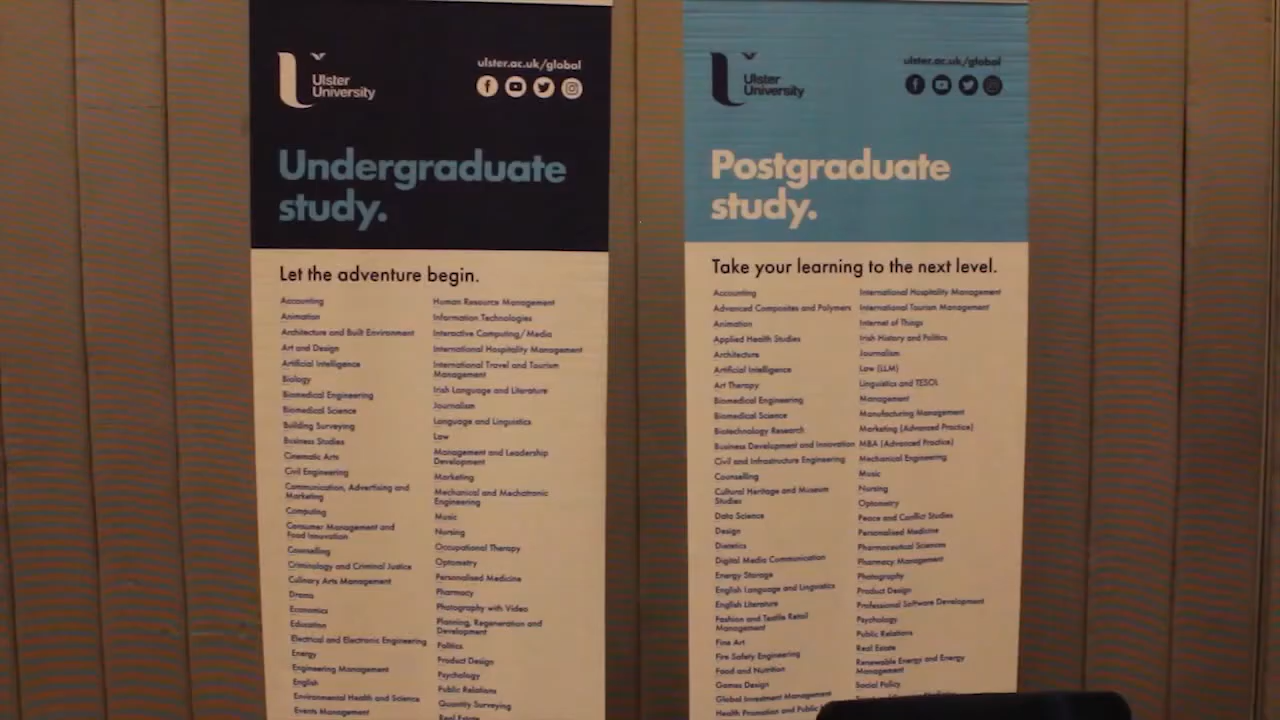 Ulster
University
ulster.ac.uk/global
Undergraduate
study.
Let the adventure begin.
Accounting
Animation
Architecture and Built Environment
Art and Design
Artificial Intelligence
Biology
Biomedical Engineering
Biomedical Science
Building Surveying
Business Studies
Cinematic Arts
Civil Engineering
Communication, Advertising and
Marketing
Computing
Consumer Management and
Food Innovation
Counselling
Criminology and Criminal Justice
Culinary Arts Management
Drama
Economics
Education
Electrical and Electronic Engineering
Energy
Engineering Management
English
Environmental Health and Science
Events Management
Human Resource Management
Information Technologies
Interactive Computing/Media
International Hospitality Management
International Travel and Tourism
Management
Irish Language and Literature
Journalism
Language and Linguistics
Law
Management and Leadership
Development
Marketing
Mechanical and Mechatronic
Engineering
Music
Nursing
Occupational Therapy
Optometry
Personalised Medicine
Pharmacy
Photography with Video
Planning, Regeneration and
Development
Politics
Product Design
Psychology
Public Relations
Quantity Surveying
Real Estate
Ulster
University
ulster.ac.uk/global
Postgraduate
study.
Take your learning to the next level.
Accounting
Advanced Composites and Polymers
Animation
Applied Health Studies
Architecture
Artificial Intelligence
Art Therapy
Biomedical Engineering
Biomedical Science
Biotechnology Research
Business Development and Innovation
Civil and Infrastructure Engineering
Counselling
Cultural Heritage and Museum
Studies
Data Science
Design
Dietetics
Digital Media Communication
Energy Storage
English Language and Linguistics
English Literature
Fashion and Textile Retail
Management
Fine Art
Fire Safety Engineering
Food and Nutrition
Games Design
Global Investment Management
Health Promotion and Public
International Hospitality Management
International Tourism Management
Internet of Things
Irish History and Politics
Journalism
Law (LLM)
Linguistics and TESOL
Management
Manufacturing Management
Marketing (Advanced Practice)
MBA (Advanced Practice)
Mechanical Engineering
Music
Nursing
Optometry
Peace and Conflict Studies
Personalised Medicine
Pharmaceutical Sciences
Pharmacy Management
Photography
Product Design
Professional Software Development
Psychology
Public Relations
Real Estate
Renewable Energy and Energy
Management
Social Policy